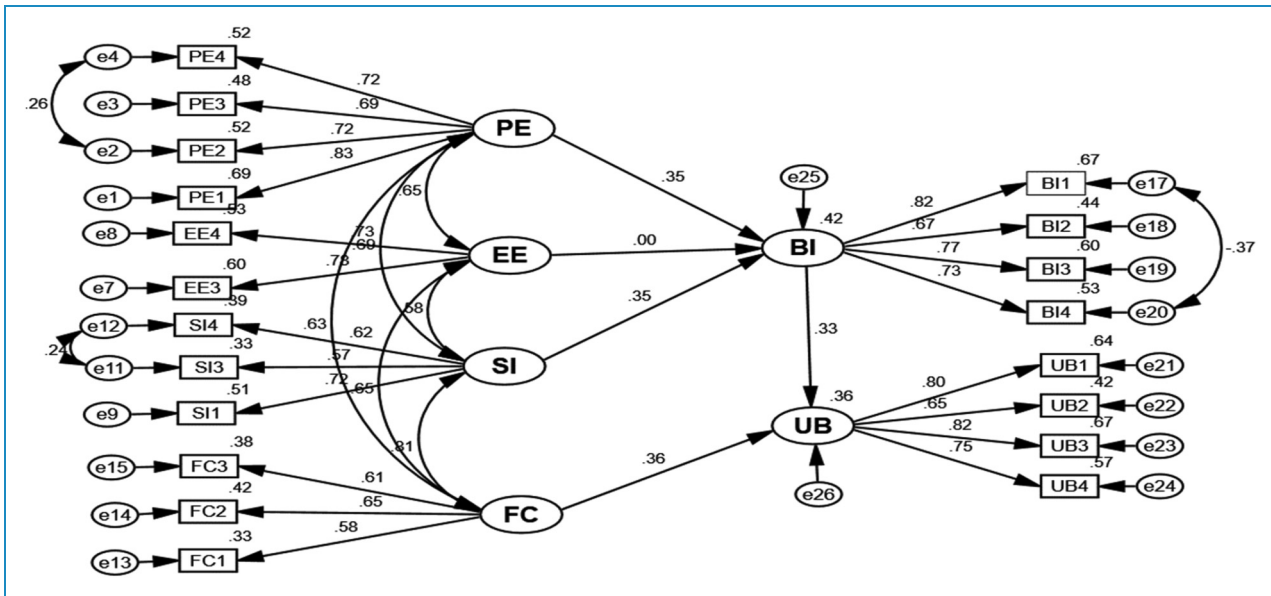 .52
e4 PE4
.72
.48
e3 PE3
.69
.26
.52
.72
e2 PE2
PE
.83
.69
e1 PE1
.53
e8 EE4
.65
.35
.73
.69
.60
.78
e7 EE3
EE
.00
.39
e12 SI4
.58
.35
.63
.62
.33
.24
e11 SI3
.57
SI
.72
.65
.51
e9 SI1
.81
.38
e15 FC3
.61
.42
e14 FC2
.65
FC
.36
.58
.33
e13 FC1
e25
.42
BI
.67
.82
BI1 e17
.44
.67
BI2 e18
.60
.77
BI3 e19
-.37
.53
.73
BI4 e20
.33
.36
UB
e26
.64
.80
UB1 e21
.42
.65
UB2 e22
.67
.82
UB3 e23
.57
.75
UB4 e24